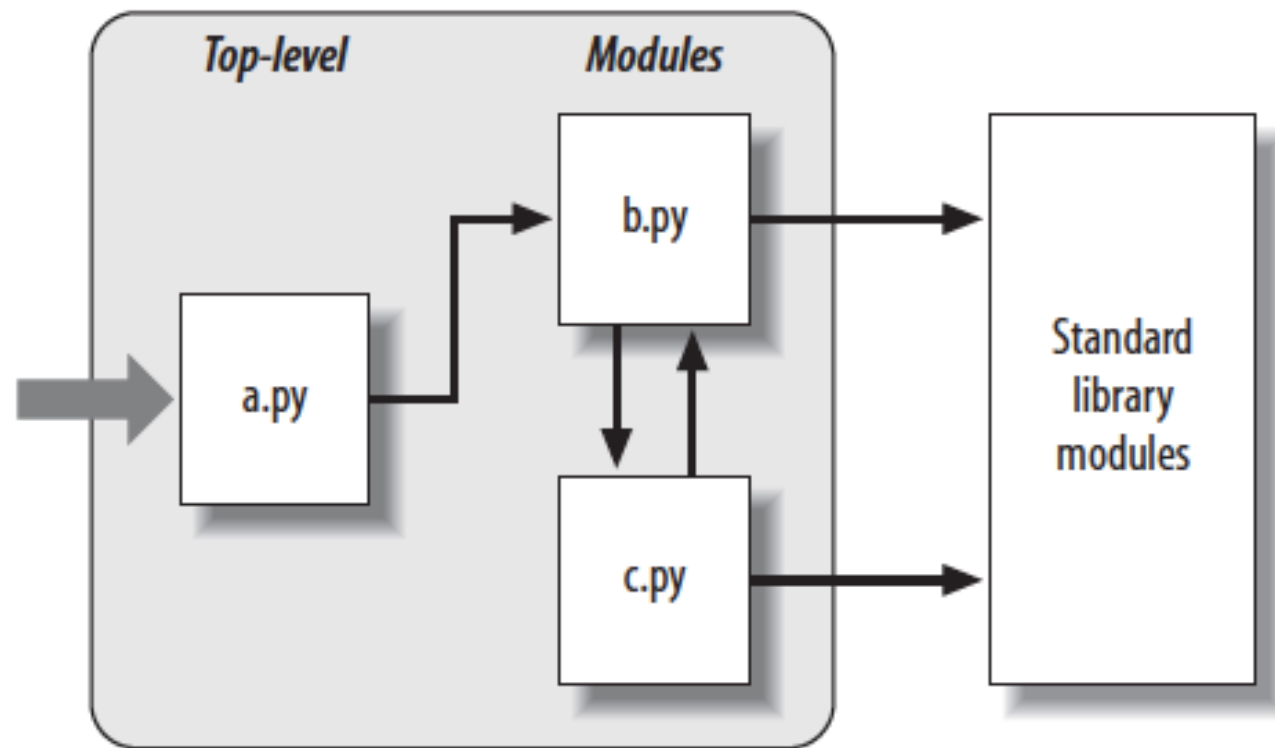 Top-level
Modules
b.py
a.py
c.py
Standard
library
modules